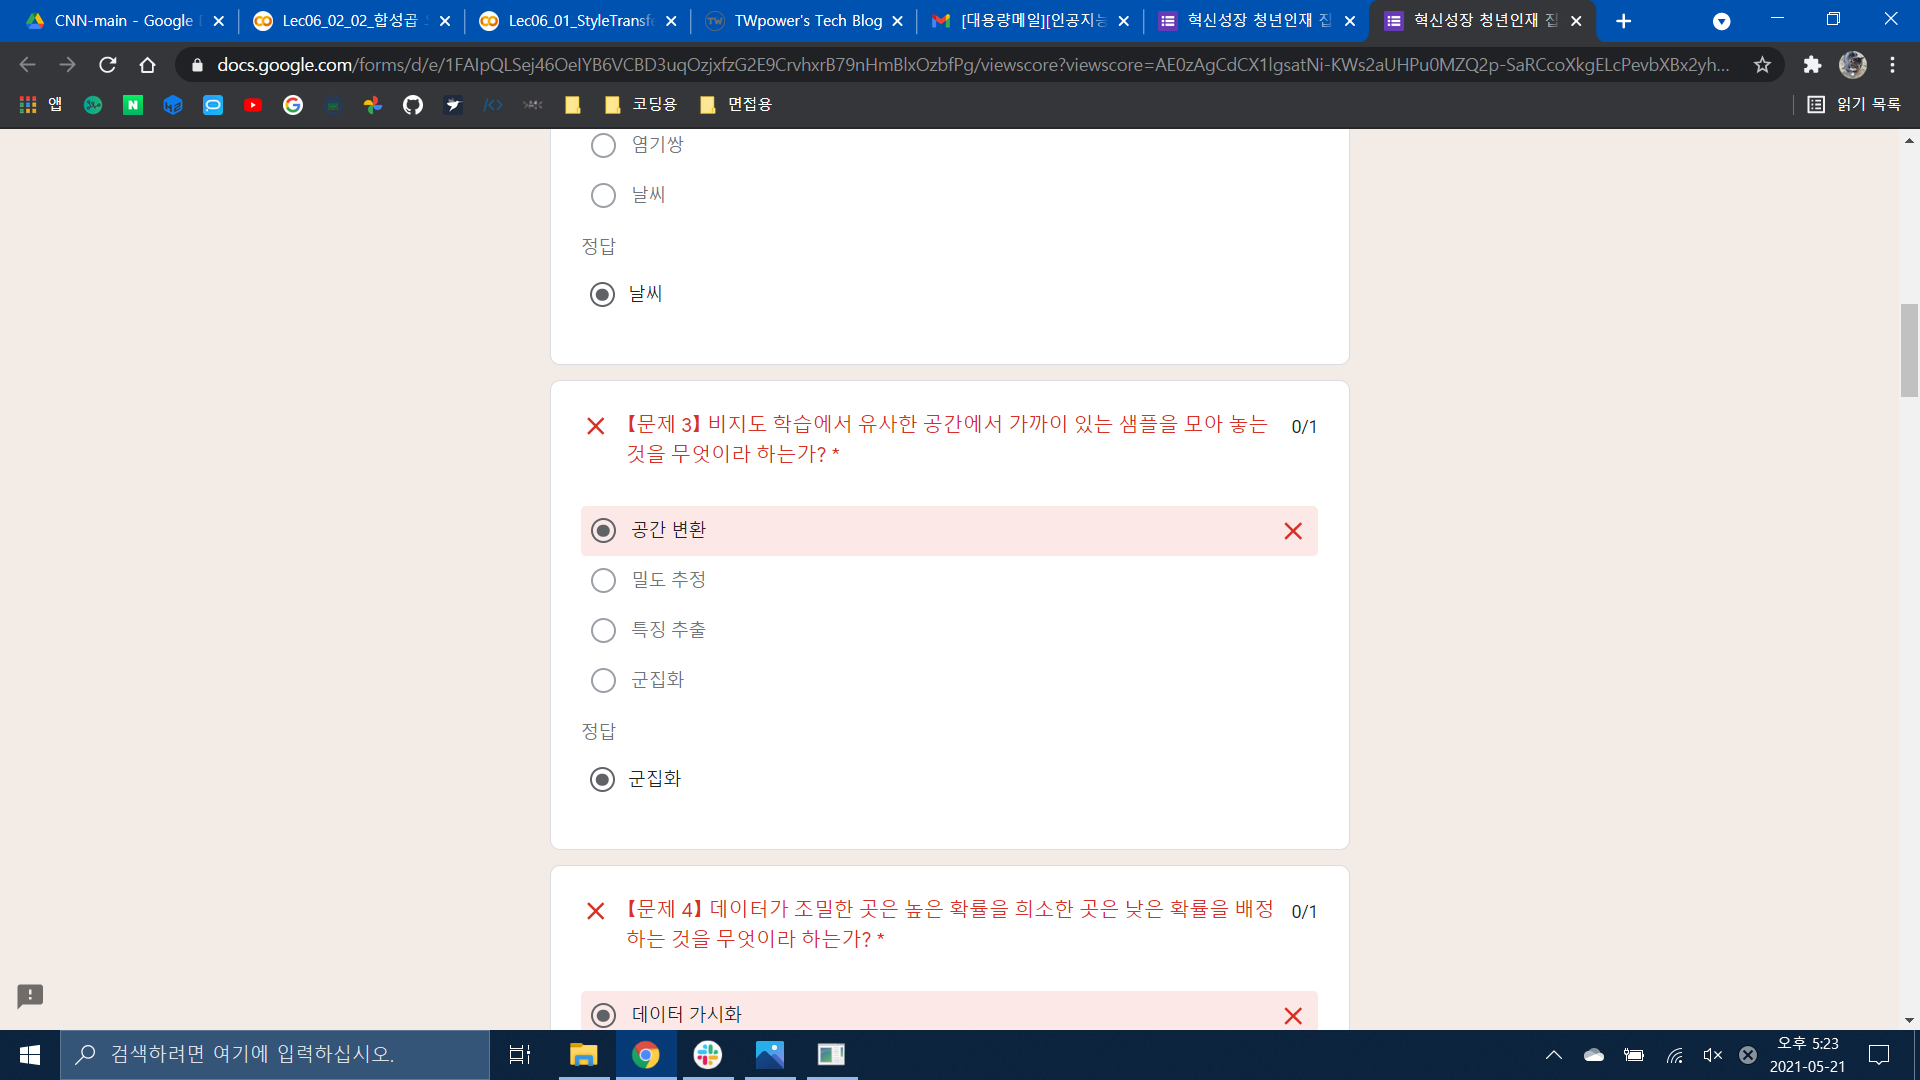 CNN-main - Google
Lec06_02_02_합성곱
Lec06_01_StyleTransf
TWpower's Tech Blog
[대용량메일][인공지능
혁신성장 청년인재 집
혁신성장 청년인재 집
docs.google.com/forms/d/e/
앱
코딩용
면접용
읽기 목록
염기쌍
날씨
정답
날씨
【문제 3】 비지도 학습에서 유사한 공간에서 가까이 있는 샘플을 모아 놓는
것을 무엇이라 하는가? *
0/1
공간 변환
밀도 추정
특징 추출
군집화
정답
군집화
【문제 4】 데이터가 조밀한 곳은 높은 확률을 희소한 곳은 낮은 확률을 배정
하는 것을 무엇이라 하는가? *
0/1
데이터 가시화
검색하려면 여기에 입력하십시오.
오후 5:23
2021-05-21